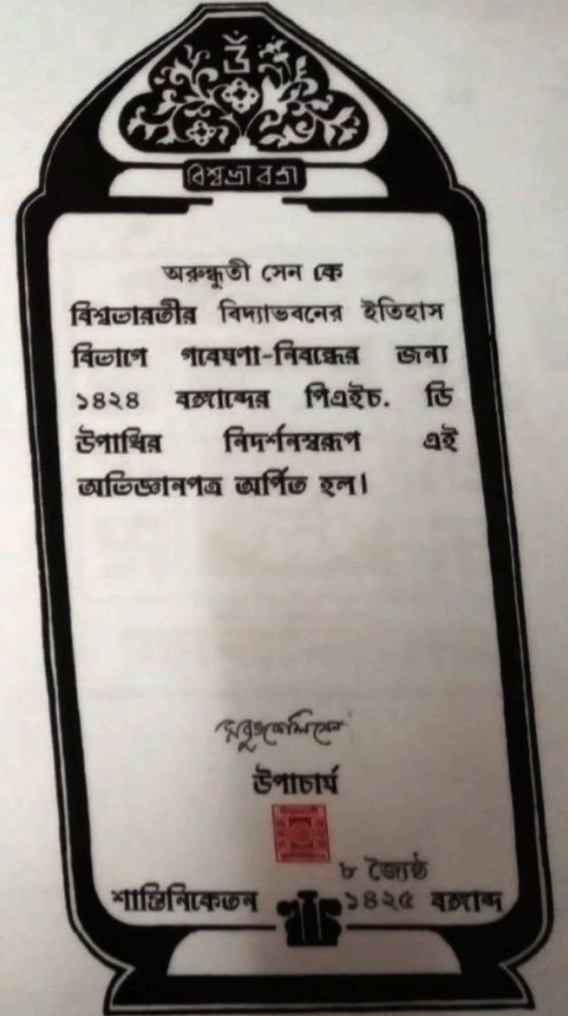 ওঁ
বিশ্বভারতী
অরুন্ধুতী সেন কে
বিশ্বভারতীর বিদ্যাভবনের ইতিহাস
বিভাগে গবেষণা-নিবন্ধের জন্য
১৪২৪ বঙ্গাব্দের পিএইচ. ডি
উপাধির নিদর্শনস্বরূপ এই
অভিজ্ঞানপত্র অর্পিত হল।
উপাচার্য
৮ জ্যৈষ্ঠ
শান্তিনিকেতন ১৪২৫ বঙ্গাব্দ